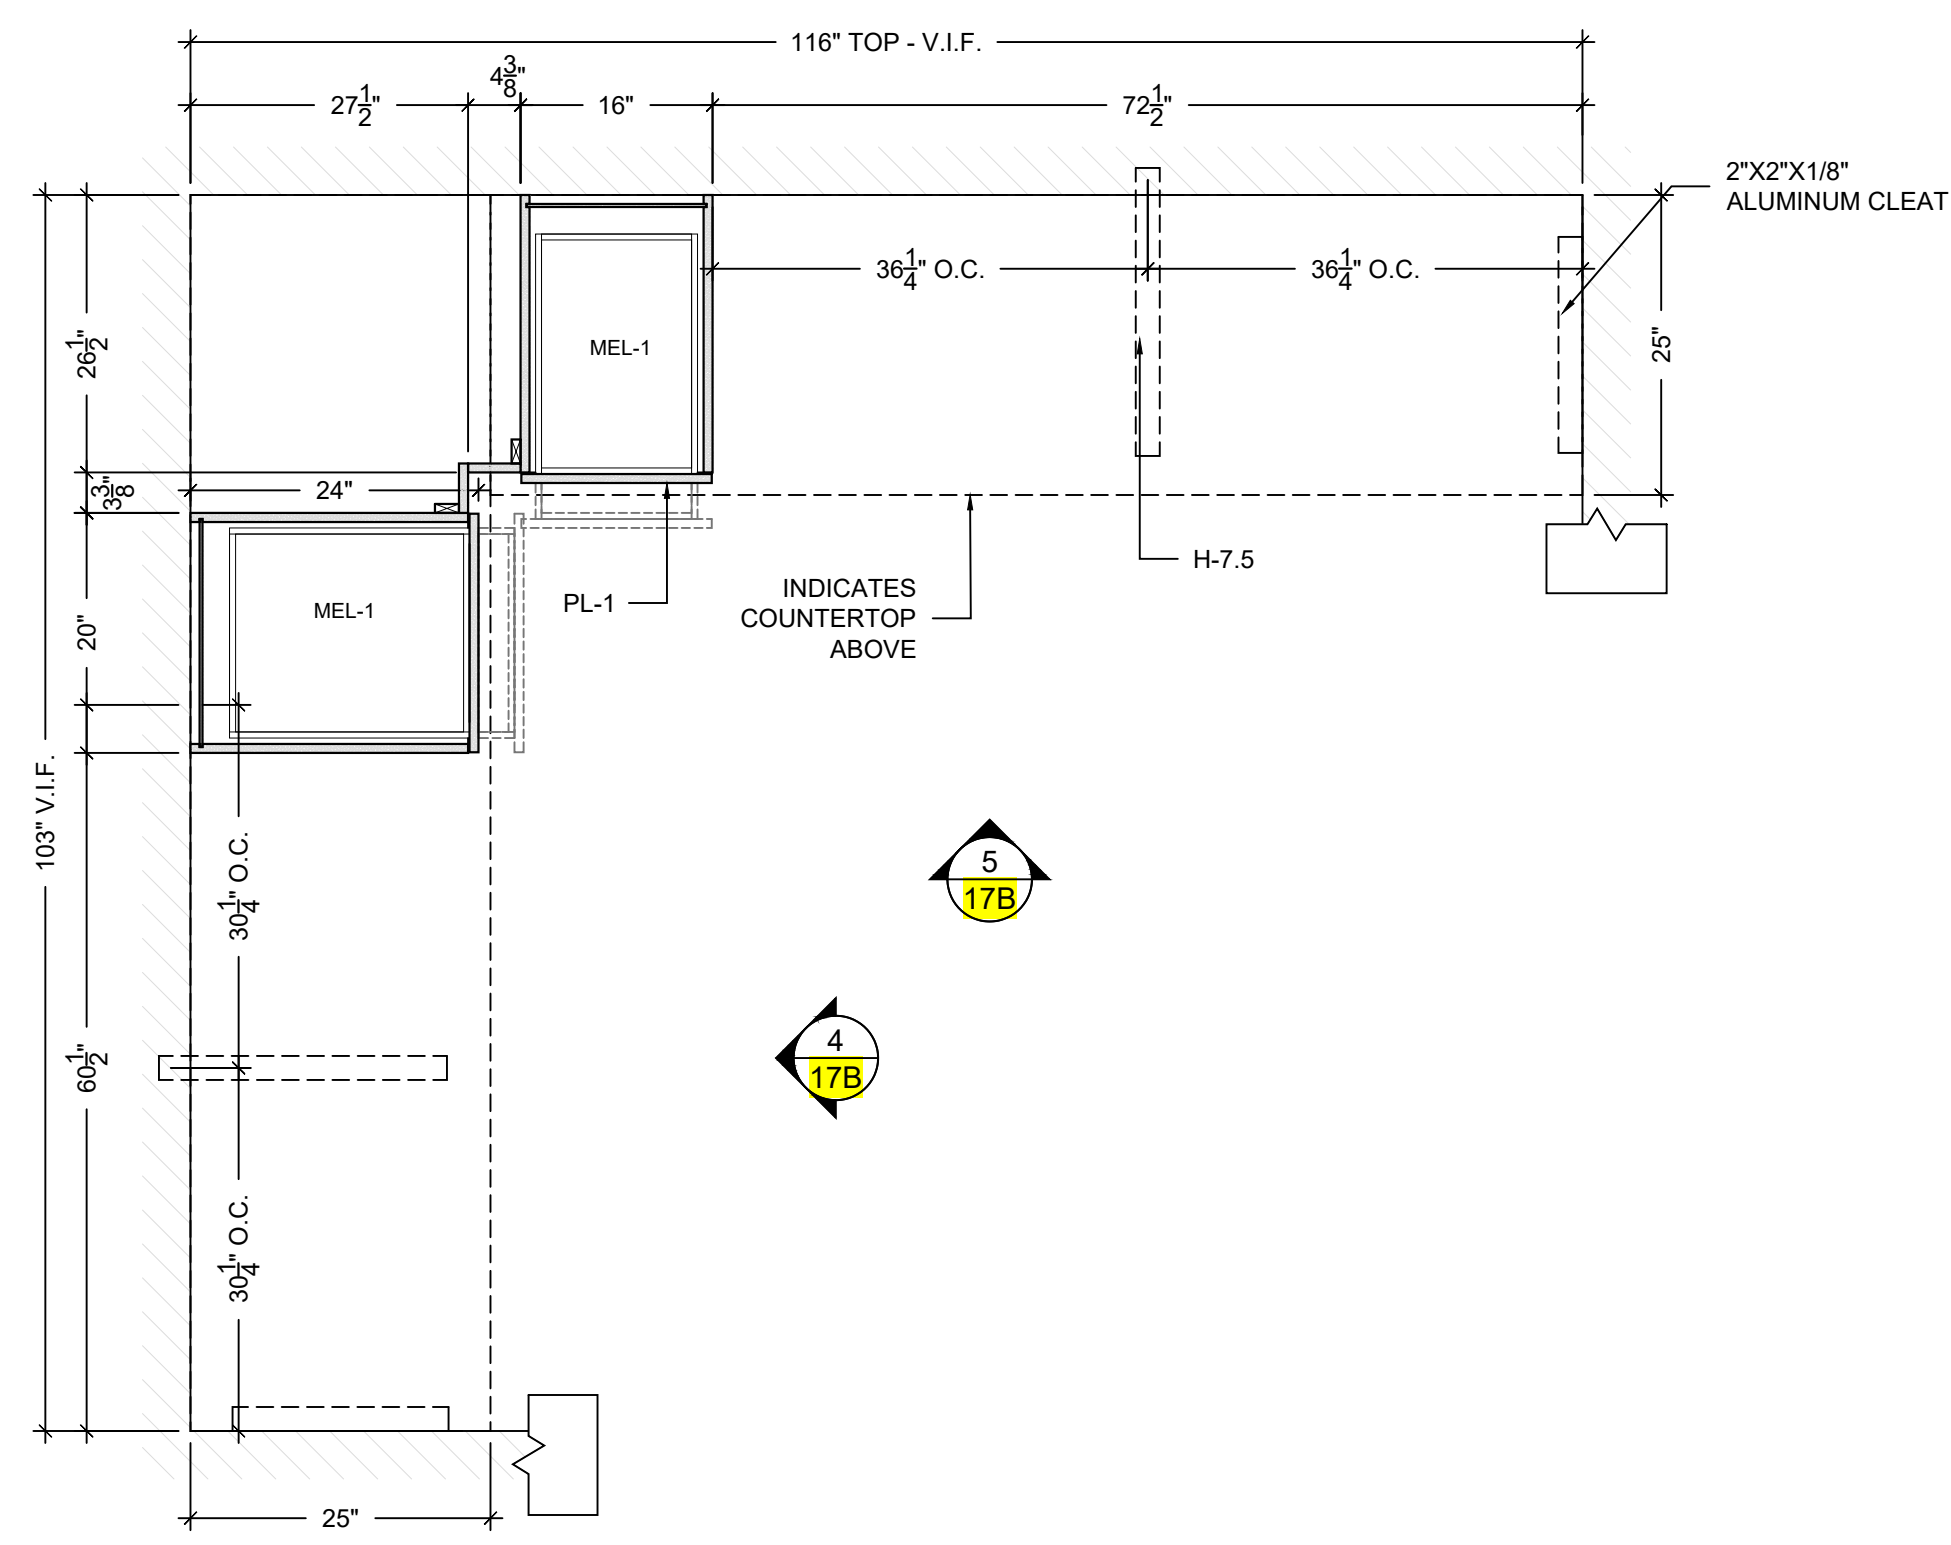 116" TOP - V.I.F.
27 1/2"
4 3/8"
16"
72 1/2"
2"X2"X1/8"
ALUMINUM CLEAT
36 1/4" O.C.
36 1/4" O.C.
25"
26 1/2"
MEL-1
3 3/8"
24"
H-7.5
INDICATES
COUNTERTOP
ABOVE
PL-1
MEL-1
20"
103" V.I.F.
30 1/4" O.C.
5
17B
4
17B
60 1/2"
30 1/4" O.C.
25"